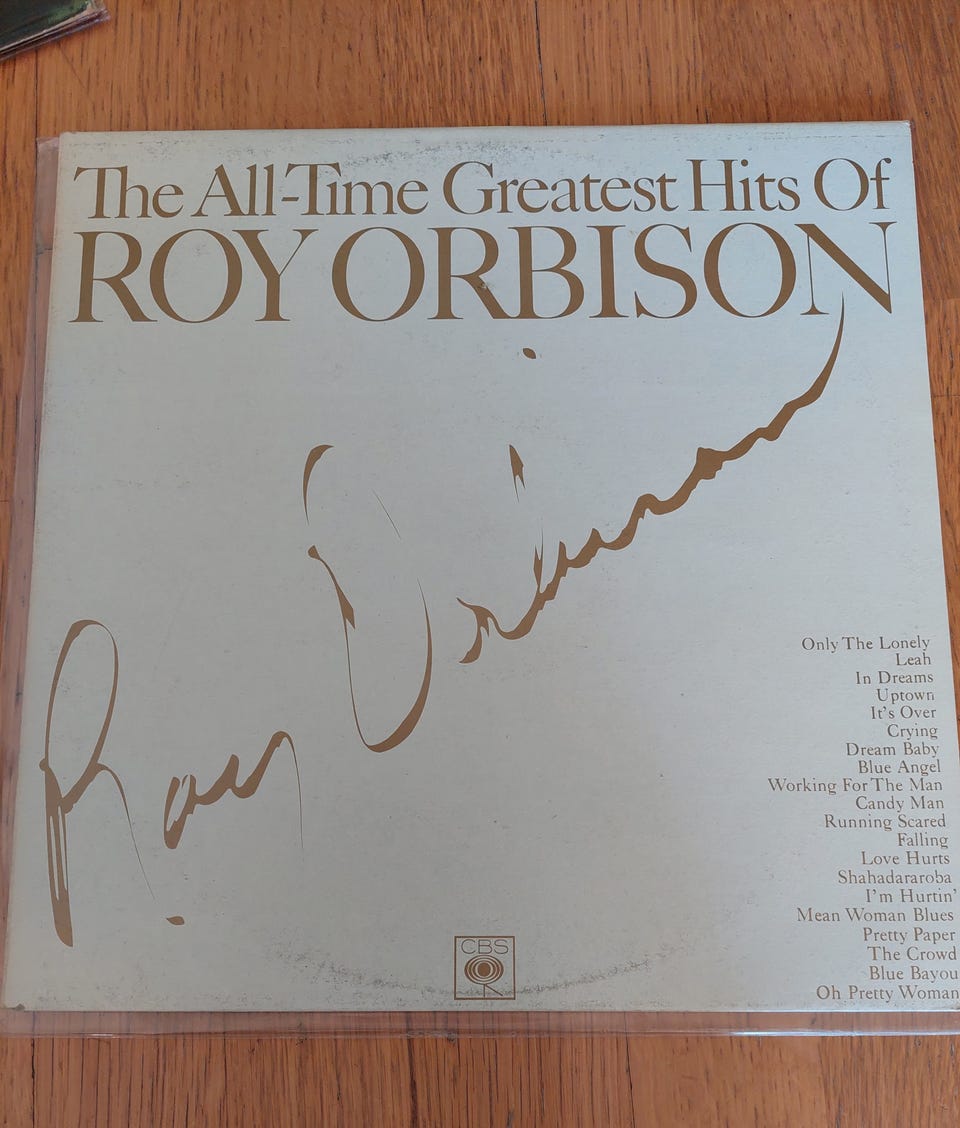 The All-Time Greatest Hits Of
ROY ORBISON
Roy Orbison
Only The Lonely
Leah
In Dreams
Uptown
It's Over
Crying
Dream Baby
Blue Angel
Working For The Man
Candy Man
Running Scared
Falling
Love Hurts
Shahadararoba
I'm Hurtin'
Mean Woman Blues
Pretty Paper
The Crowd
Blue Bayou
Oh Pretty Woman
CBS